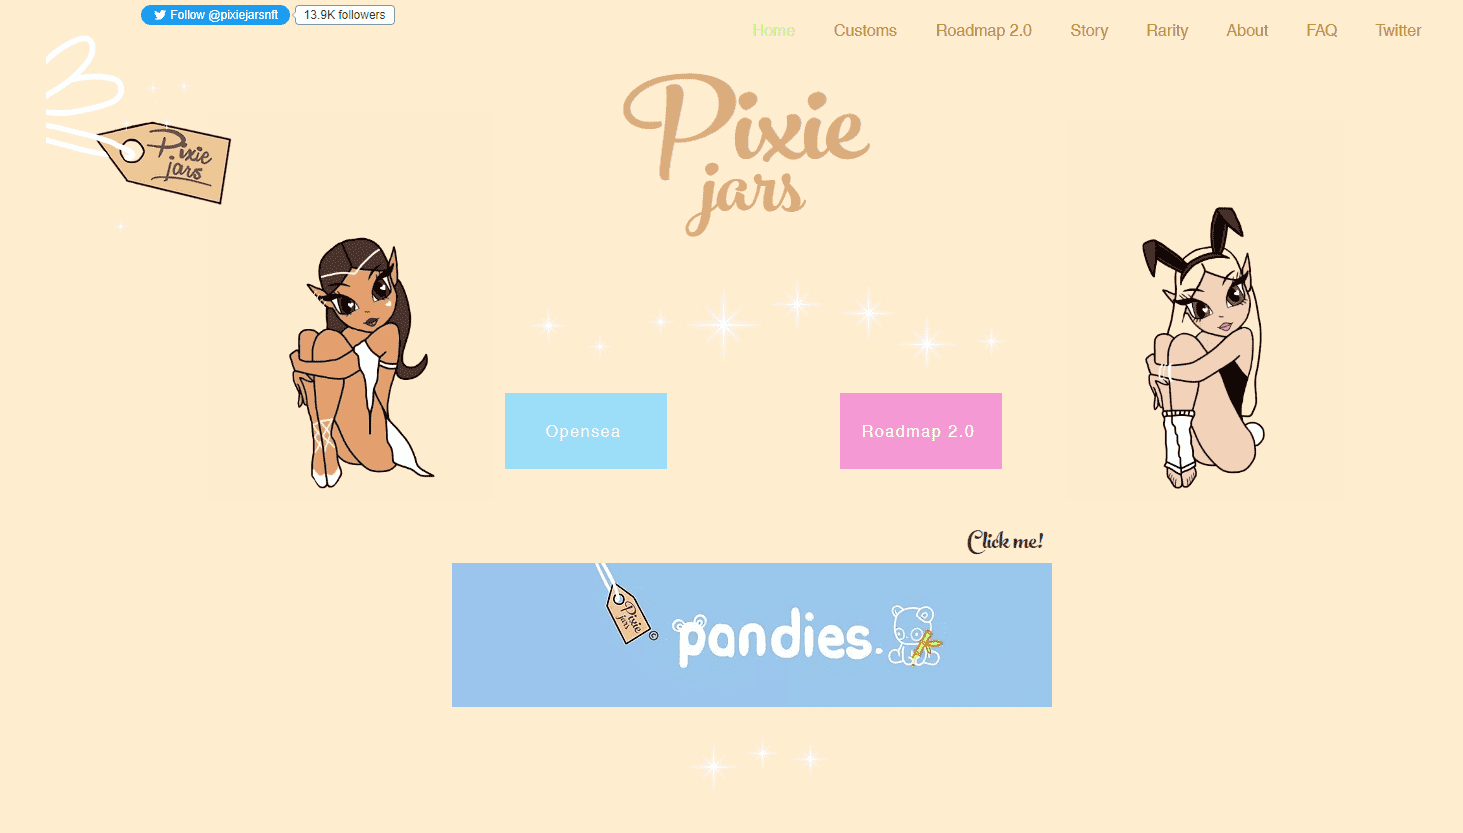 Follow @pixiejarsnft 13.9K followers
Home Customs Roadmap 2.0 Story Rarity About FAQ Twitter
Pixie
jars
Pixie
jars
Opensea
Roadmap 2.0
Click me!
Pixie
jars
©
pandies.